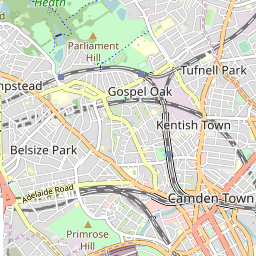 Heath
Parliament
Hill
Tufnell Park
mpstead
Gospel Oak
Kentish Town
Belsize Park
Adelaide Road
Camden Town
Primrose
Hill